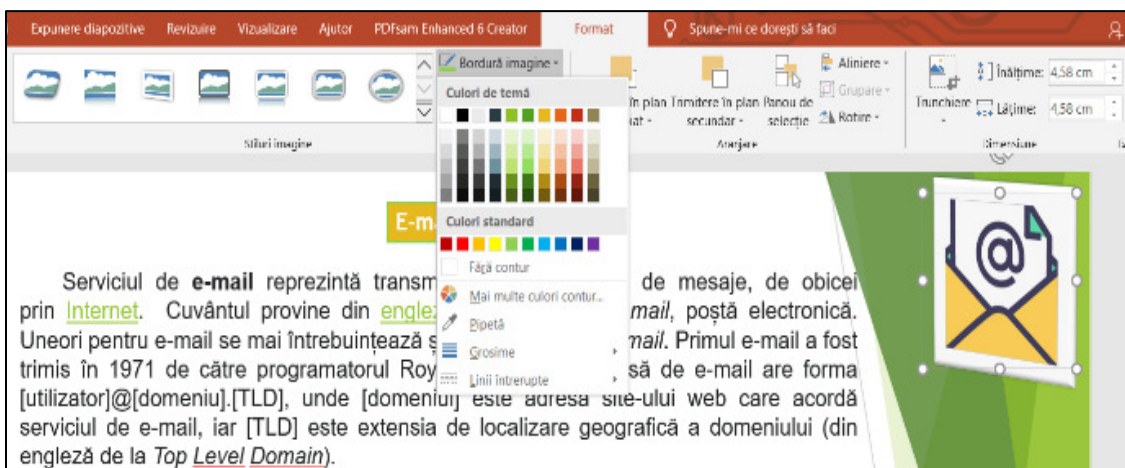 Expunere diapozitive Revizuire Vizualizare Ajutor PDFsam Enhanced 6 Creator Format Spune-mi ce dorești să faci
Bordură imagine
Culori de temă
Aliniere
Grupare
Rotire
în plan
Trimitere în plan secundar
Panou de selecție
Trunchiere
Înălțime: 4,58 cm
Lățime: 4,58 cm
Stiluri imagine
Aranjare
Dimensiune
Culori standard
Fără contur
Mai multe culori contur...
Pipetă
Grosime
Linii întrerupte
E-m
Serviciul de e-mail reprezintă transm de mesaje, de obicei
prin Internet. Cuvântul provine din englez mail, poștă electronică.
Uneori pentru e-mail se mai întrebuințează ș mail. Primul e-mail a fost
trimis în 1971 de către programatorul Roy să de e-mail are forma
[utilizator]@[domeniu].[TLD], unde [domeniu] este adresa site-ului web care acordă
serviciul de e-mail, iar [TLD] este extensia de localizare geografică a domeniului (din
engleză de la Top Level Domain).
@